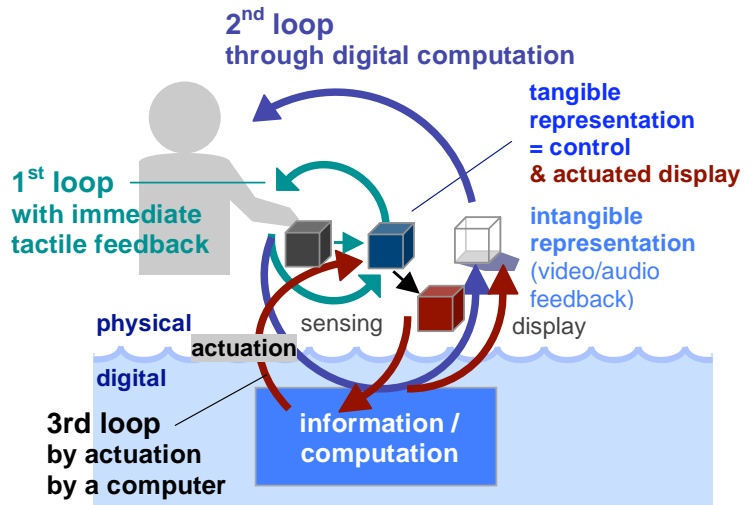 2nd loop
through digital computation
tangible
representation
= control
& actuated display
1st loop
with immediate
tactile feedback
intangible
representation
(video/audio
feedback)
physical
sensing
display
actuation
digital
3rd loop
by actuation
by a computer
information /
computation